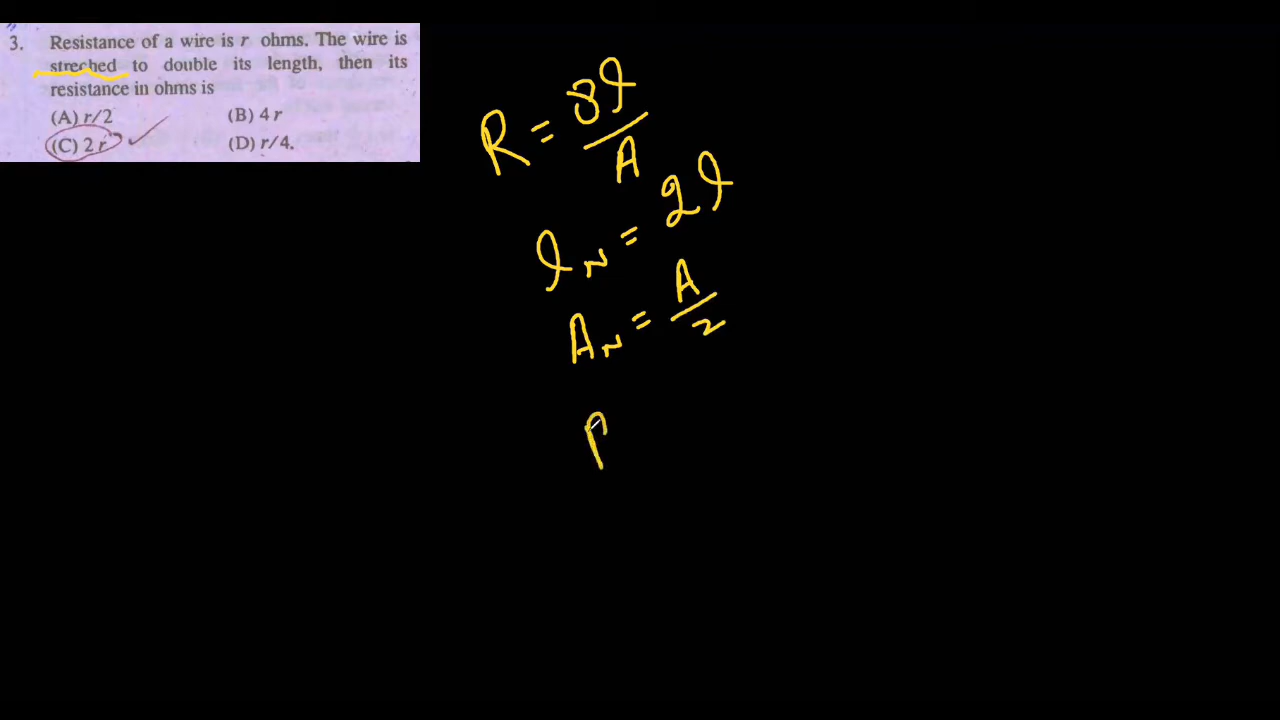 3. Resistance of a wire is r ohms. The wire is
streched to double its length, then its
resistance in ohms is
(A) r/2 (B) 4 r
(C) 2 r (D) r/4.
R = 8l/A
l_N = 2l
A_N = A/2